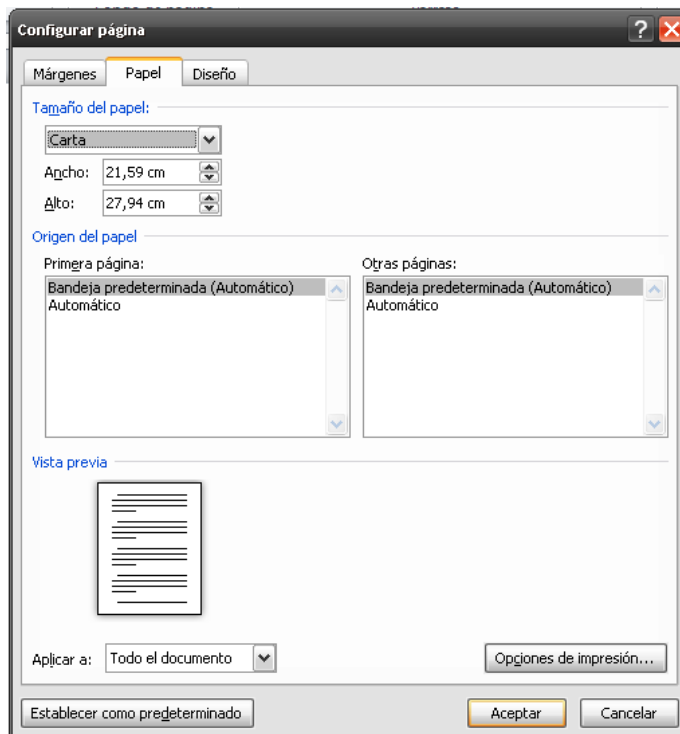 Configurar página
Márgenes Papel Diseño
Tamaño del papel:
Carta
Ancho: 21,59 cm
Alto: 27,94 cm
Origen del papel
Primera página: Otras páginas:
Bandeja predeterminada (Automático) Bandeja predeterminada (Automático)
Automático Automático
Vista previa
Aplicar a: Todo el documento Opciones de impresión...
Establecer como predeterminado Aceptar Cancelar